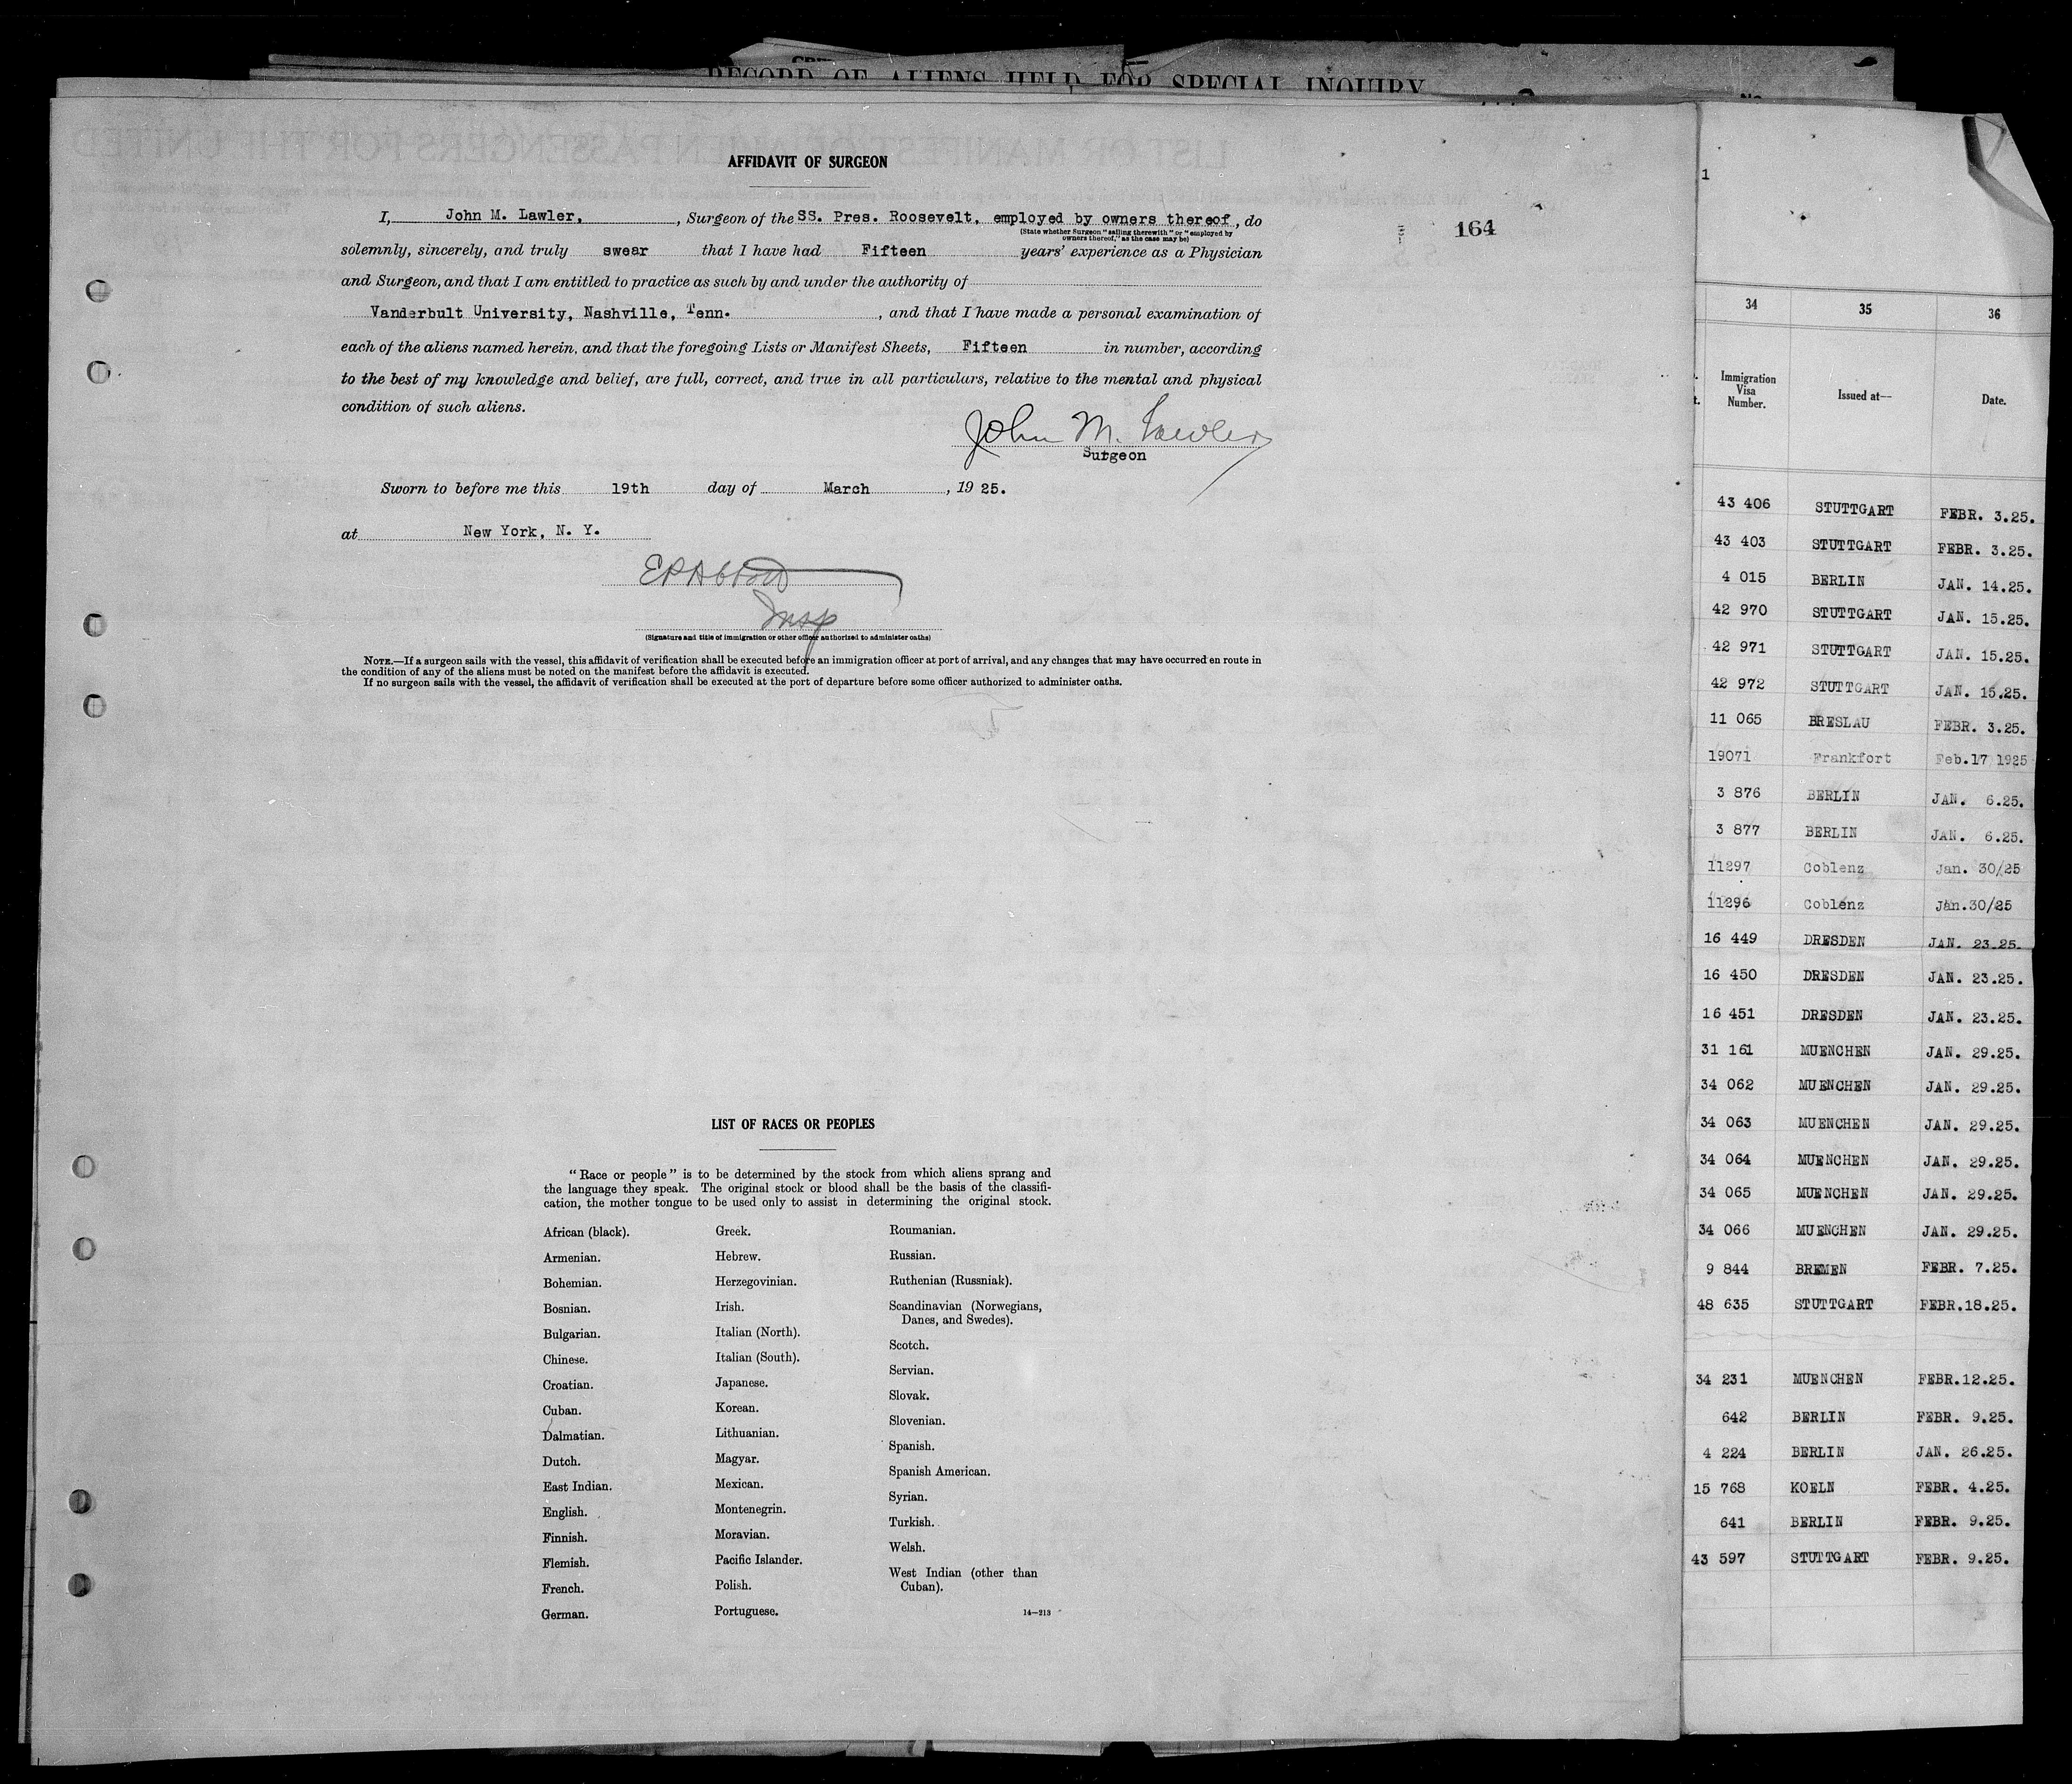 RECORD OF ALIENS HELD FOR SPECIAL INQUIRY
AFFIDAVIT OF SURGEON
I, John M. Lawler, , Surgeon of the SS. Pres. Roosevelt, employed by owners thereof, do
(State whether Surgeon "sailing therewith" or "employed by
owners thereof," as the case may be)
164
solemnly, sincerely, and truly swear that I have had Fifteen years' experience as a Physician
and Surgeon, and that I am entitled to practice as such by and under the authority of
Vanderbult University, Nashville, Tenn. , and that I have made a personal examination of
each of the aliens named herein, and that the foregoing Lists or Manifest Sheets, Fifteen in number, according
to the best of my knowledge and belief, are full, correct, and true in all particulars, relative to the mental and physical
condition of such aliens.
John M. Lawler
Surgeon
Sworn to before me this 19th day of March , 19 25.
at New York, N. Y.
EPAbbott
Insp
(Signature and title of immigration or other officer authorized to administer oaths)
NOTE.—If a surgeon sails with the vessel, this affidavit of verification shall be executed before an immigration officer at port of arrival, and any changes that may have occurred en route in
the condition of any of the aliens must be noted on the manifest before the affidavit is executed.
If no surgeon sails with the vessel, the affidavit of verification shall be executed at the port of departure before some officer authorized to administer oaths.
LIST OF RACES OR PEOPLES
"Race or people" is to be determined by the stock from which aliens sprang and
the language they speak. The original stock or blood shall be the basis of the classifi-
cation, the mother tongue to be used only to assist in determining the original stock.
African (black).
Armenian.
Bohemian.
Bosnian.
Bulgarian.
Chinese.
Croatian.
Cuban.
Dalmatian.
Dutch.
East Indian.
English.
Finnish.
Flemish.
French.
German.
Greek.
Hebrew.
Herzegovinian.
Irish.
Italian (North).
Italian (South).
Japanese.
Korean.
Lithuanian.
Magyar.
Mexican.
Montenegrin.
Moravian.
Pacific Islander.
Polish.
Portuguese.
Roumanian.
Russian.
Ruthenian (Russniak).
Scandinavian (Norwegians,
Danes, and Swedes).
Scotch.
Servian.
Slovak.
Slovenian.
Spanish.
Spanish American.
Syrian.
Turkish.
Welsh.
West Indian (other than
Cuban).
14—213
1
34 35 36
Immigration
Visa
Number. Issued at— Date.
43 406 STUTTGART FEBR. 3.25.
43 403 STUTTGART FEBR. 3.25.
4 015 BERLIN JAN. 14.25.
42 970 STUTTGART JAN. 15.25.
42 971 STUTTGART JAN. 15.25.
42 972 STUTTGART JAN. 15.25.
11 065 BRESLAU FEBR. 3.25.
19071 Frankfort Feb.17 1925
3 876 BERLIN JAN. 6.25.
3 877 BERLIN JAN. 6.25.
11297 Coblenz Jan. 30/25
11296 Coblenz Jan.30/25
16 449 DRESDEN JAN. 23.25.
16 450 DRESDEN JAN. 23.25.
16 451 DRESDEN JAN. 23.25.
31 161 MUENCHEN JAN. 29.25.
34 062 MUENCHEN JAN. 29.25.
34 063 MUENCHEN JAN. 29.25.
34 064 MUENCHEN JAN. 29.25.
34 065 MUENCHEN JAN. 29.25.
34 066 MUENCHEN JAN. 29.25.
9 844 BREMEN FEBR. 7.25.
48 635 STUTTGART FEBR.18.25.
34 231 MUENCHEN FEBR.12.25.
642 BERLIN FEBR. 9.25.
4 224 BERLIN JAN. 26.25.
15 768 KOELN FEBR. 4.25.
641 BERLIN FEBR. 9.25.
43 597 STUTTGART FEBR. 9.25.